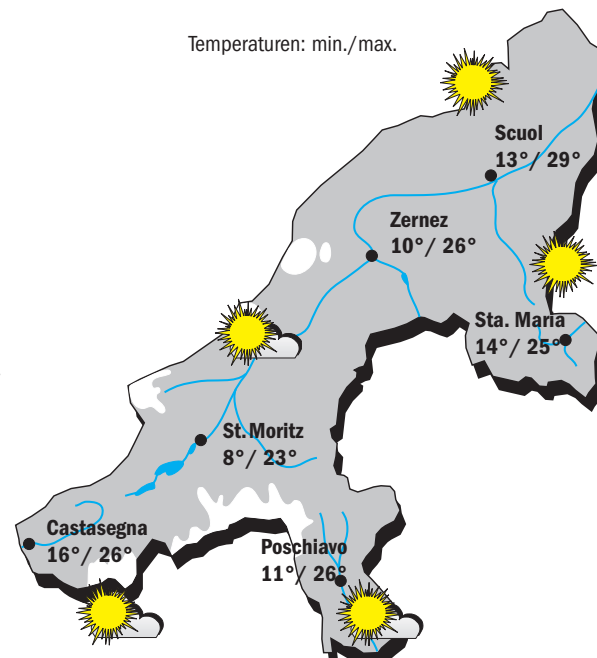 Temperaturen: min./max.
Scuol
13°/ 29°
Zernez
10°/ 26°
Sta. Maria
14°/ 25°
St. Moritz
8°/ 23°
Castasegna
16°/ 26°
Poschiavo
11°/ 26°